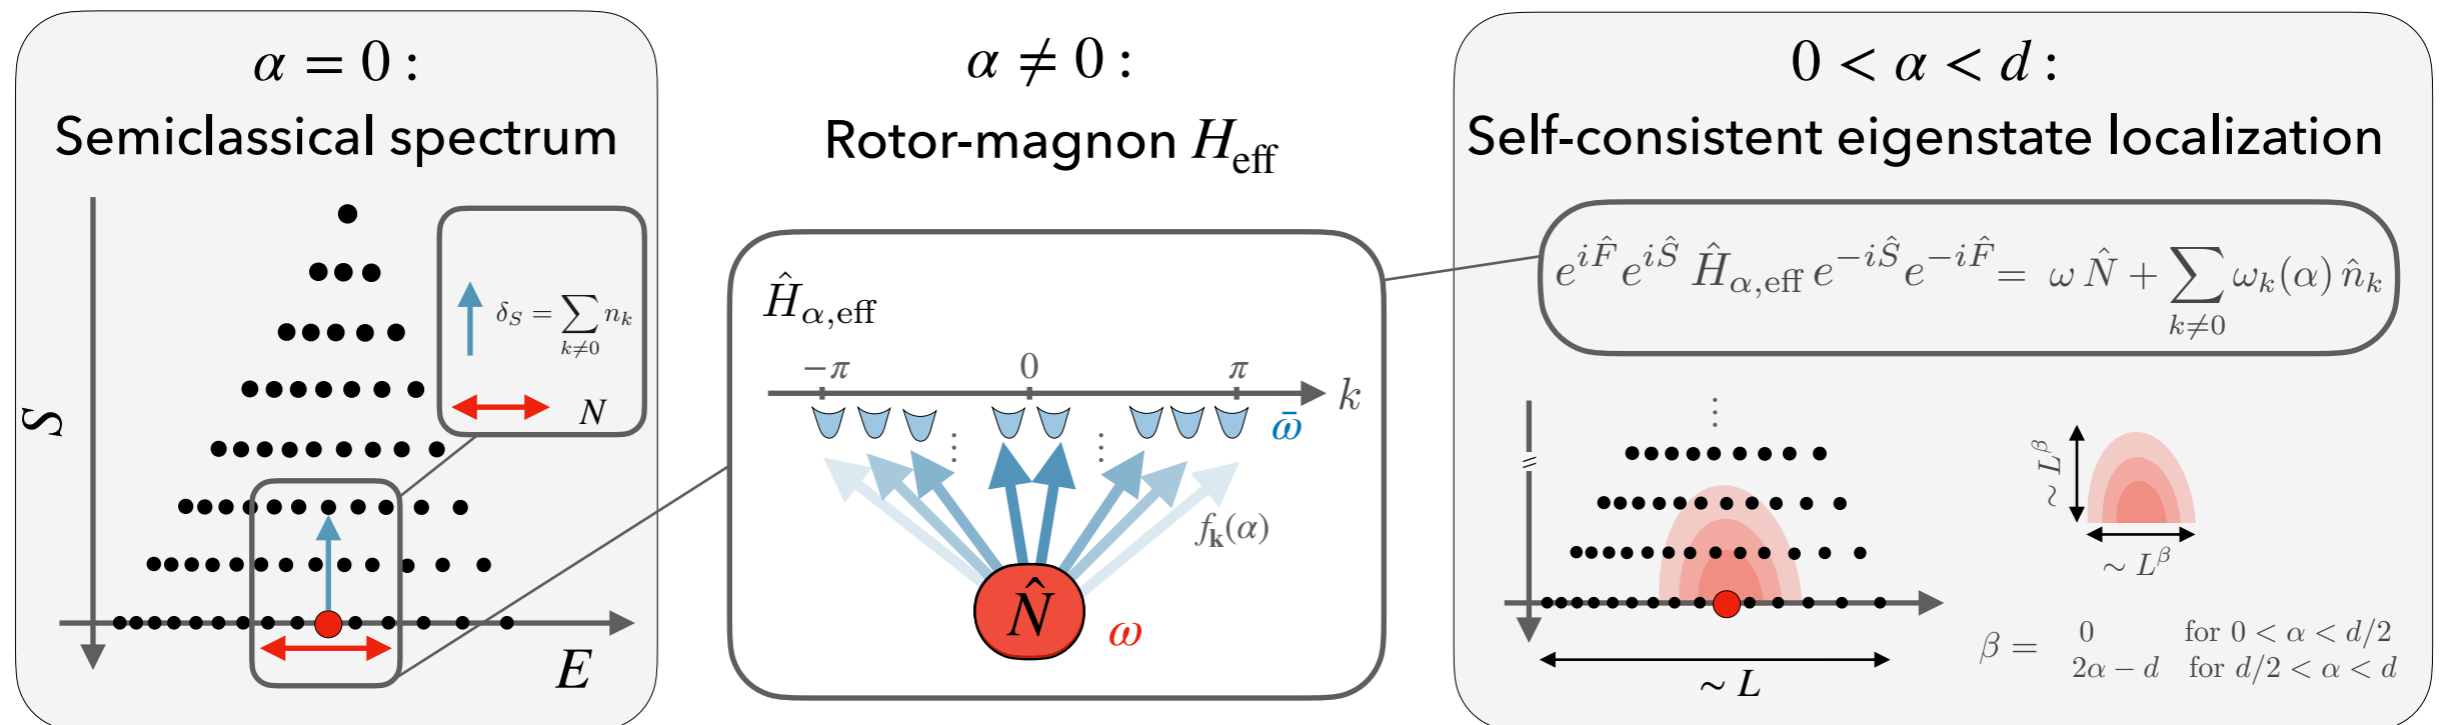 α = 0 :
Semiclassical spectrum
S
δ_S = ∑_{k≠0} n_k
N
E
α ≠ 0 :
Rotor-magnon H_eff
Ĥ_{α,eff}
−π 0 π
k
ω̄
⋮ ⋮
f_𝐤(α)
N̂
ω
0 < α < d :
Self-consistent eigenstate localization
e^{iF̂} e^{iŜ} Ĥ_{α,eff} e^{−iŜ} e^{−iF̂} = ω N̂ + ∑_{k≠0} ω_k(α) n̂_k
⋮
∼ L^β
∼ L^β
∼ L
β = 0 for 0 < α < d/2
2α − d for d/2 < α < d